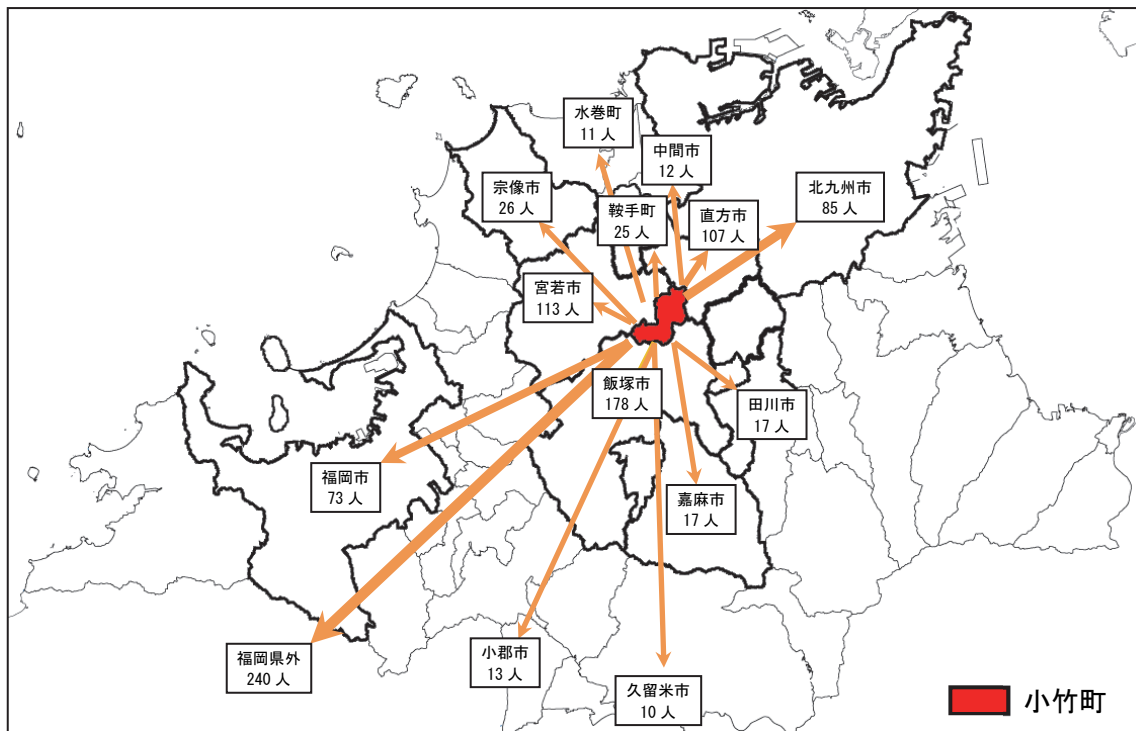 水巻町
11 人
中間市
12 人
宗像市
26 人
鞍手町
25 人
直方市
107 人
北九州市
85 人
宮若市
113 人
飯塚市
178 人
田川市
17 人
福岡市
73 人
嘉麻市
17 人
福岡県外
240 人
小郡市
13 人
久留米市
10 人
小竹町